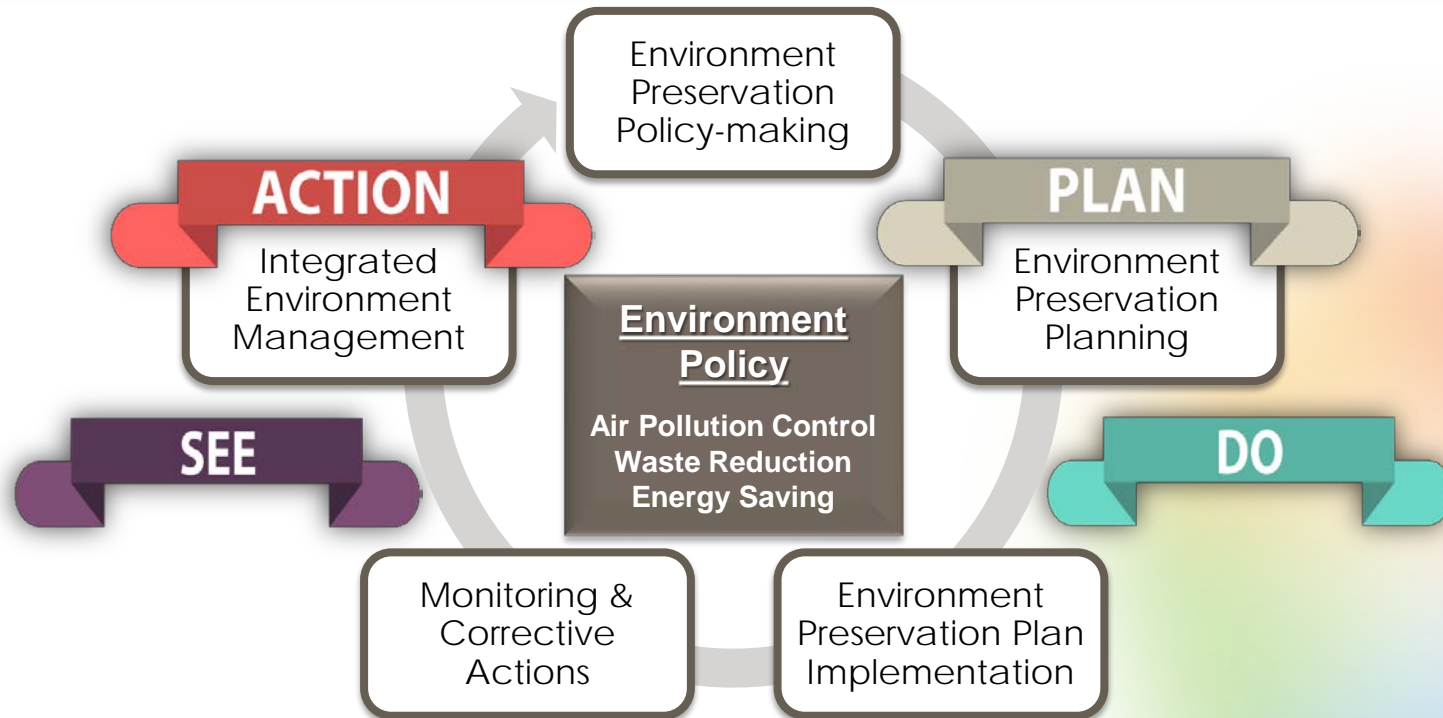 Environment
Preservation
Policy-making
ACTION
Integrated
Environment
Management
PLAN
Environment
Preservation
Planning
Environment
Policy
Air Pollution Control
Waste Reduction
Energy Saving
SEE
DO
Monitoring &
Corrective
Actions
Environment
Preservation Plan
Implementation